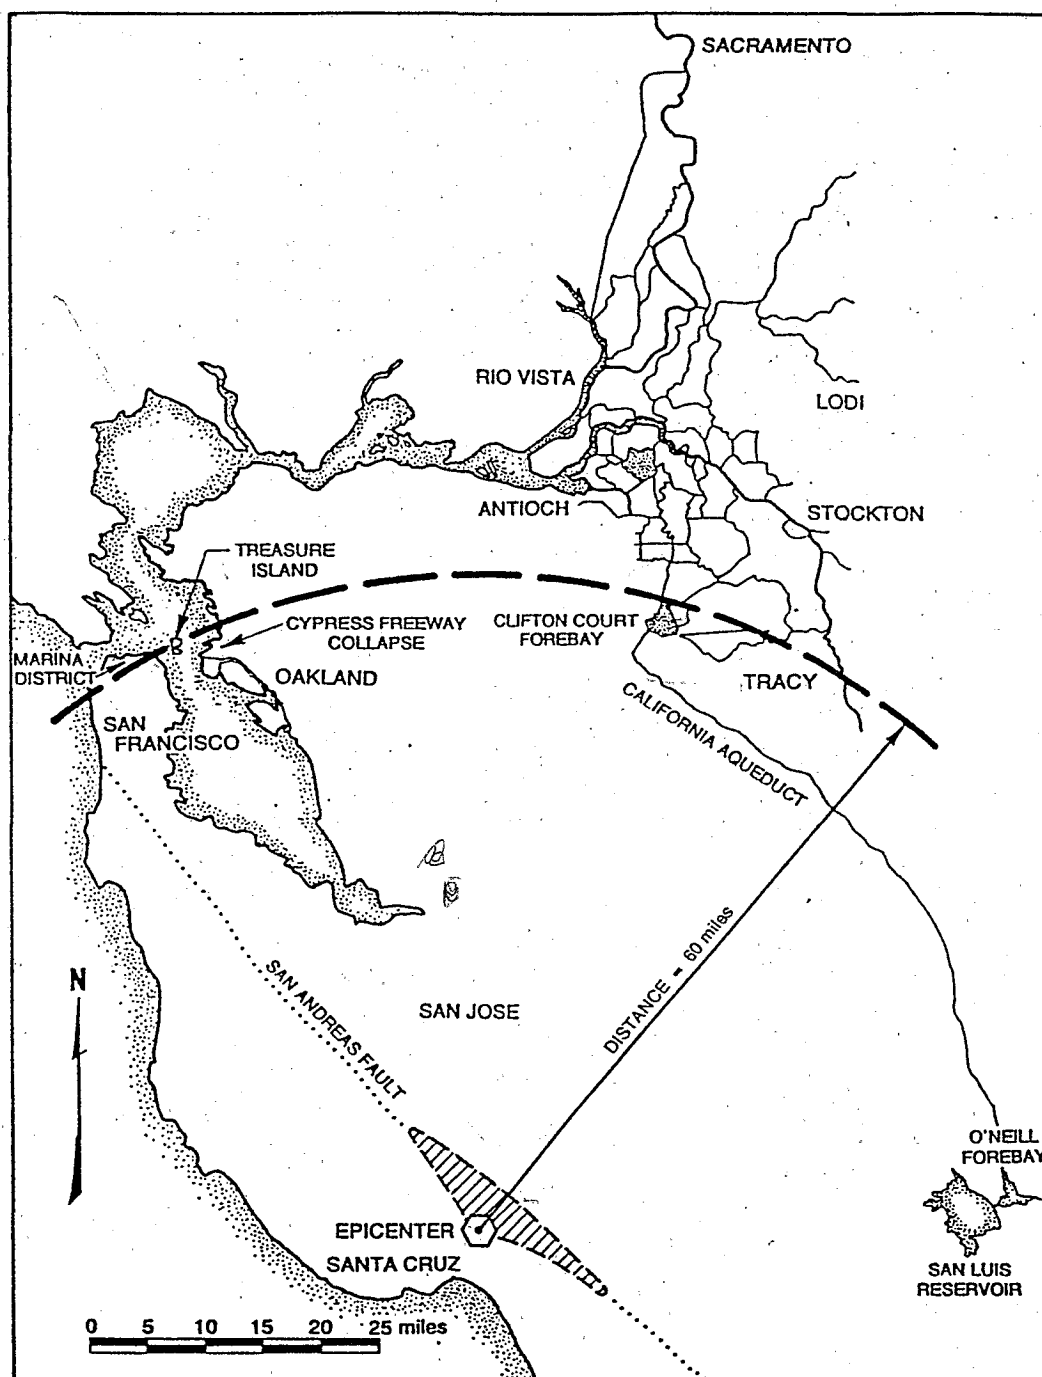 SACRAMENTO
RIO VISTA
LODI
ANTIOCH
STOCKTON
TREASURE
ISLAND
CYPRESS FREEWAY
COLLAPSE
CLIFTON COURT
FOREBAY
MARINA
DISTRICT
OAKLAND
TRACY
SAN
FRANCISCO
CALIFORNIA AQUEDUCT
DISTANCE = 60 miles
N
SAN ANDREAS FAULT
SAN JOSE
O'NEILL
FOREBAY
EPICENTER
SANTA CRUZ
SAN LUIS
RESERVOIR
0 5 10 15 20 25 miles